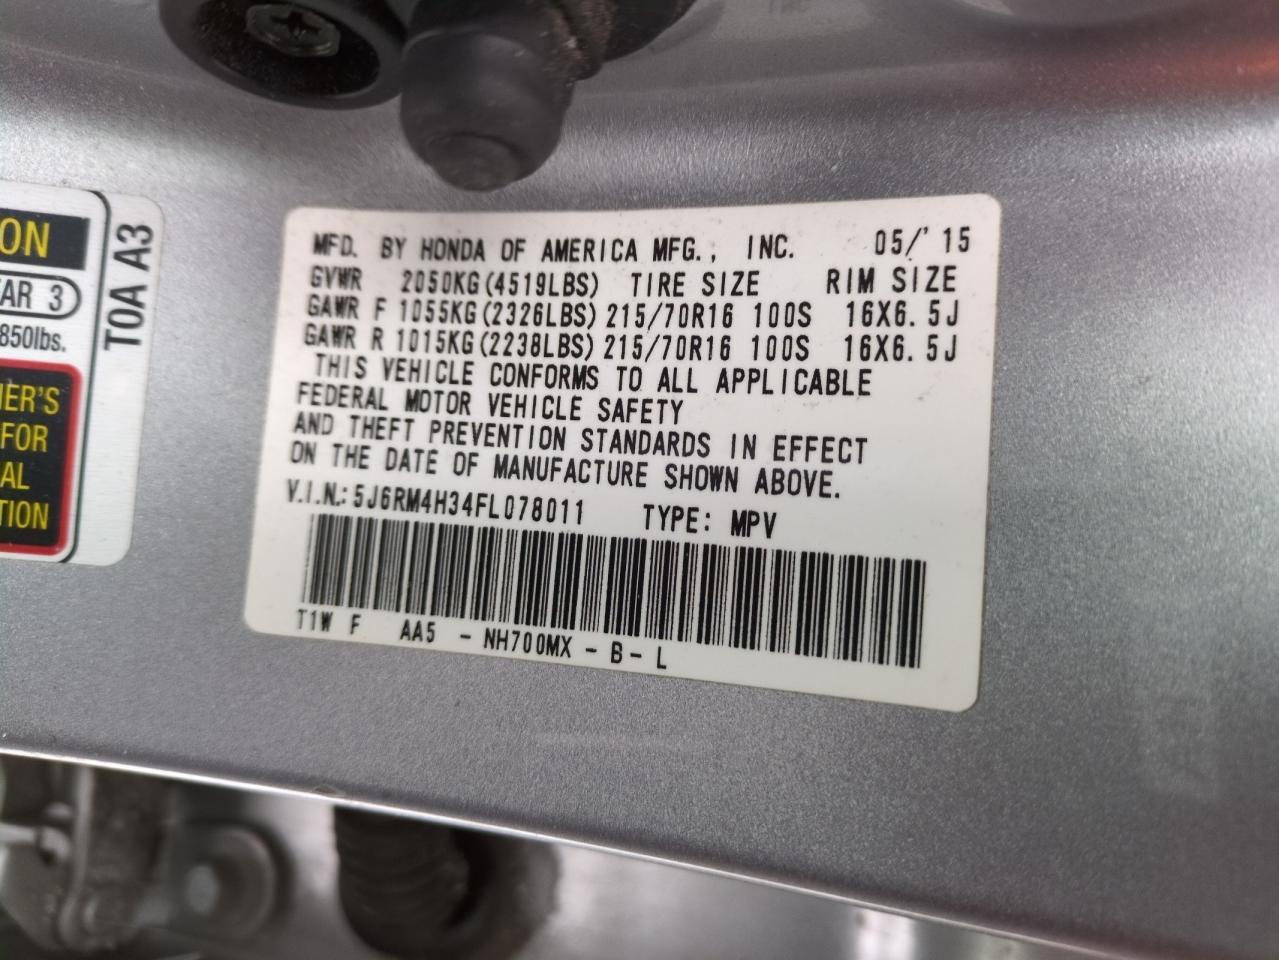 ON
AR 3
850lbs.
ER'S
FOR
AL
TION
T0A A3
MFD. BY HONDA OF AMERICA MFG., INC. 05/'15
GVWR 2050KG(4519LBS) TIRE SIZE RIM SIZE
GAWR F 1055KG(2326LBS) 215/70R16 100S 16X6.5J
GAWR R 1015KG(2238LBS) 215/70R16 100S 16X6.5J
THIS VEHICLE CONFORMS TO ALL APPLICABLE
FEDERAL MOTOR VEHICLE SAFETY
AND THEFT PREVENTION STANDARDS IN EFFECT
ON THE DATE OF MANUFACTURE SHOWN ABOVE.
V.I.N.: 5J6RM4H34FL078011 TYPE: MPV
T1W F AA5 - NH700MX - B - L